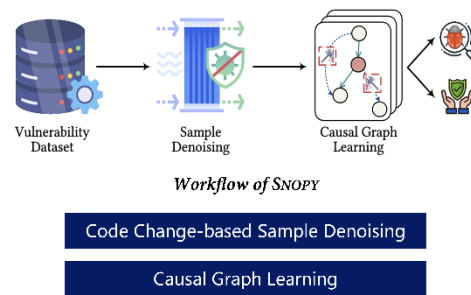 Vulnerability
Dataset
Sample
Denoising
Causal Graph
Learning
Workflow of SNOPY
Code Change-based Sample Denoising
Causal Graph Learning